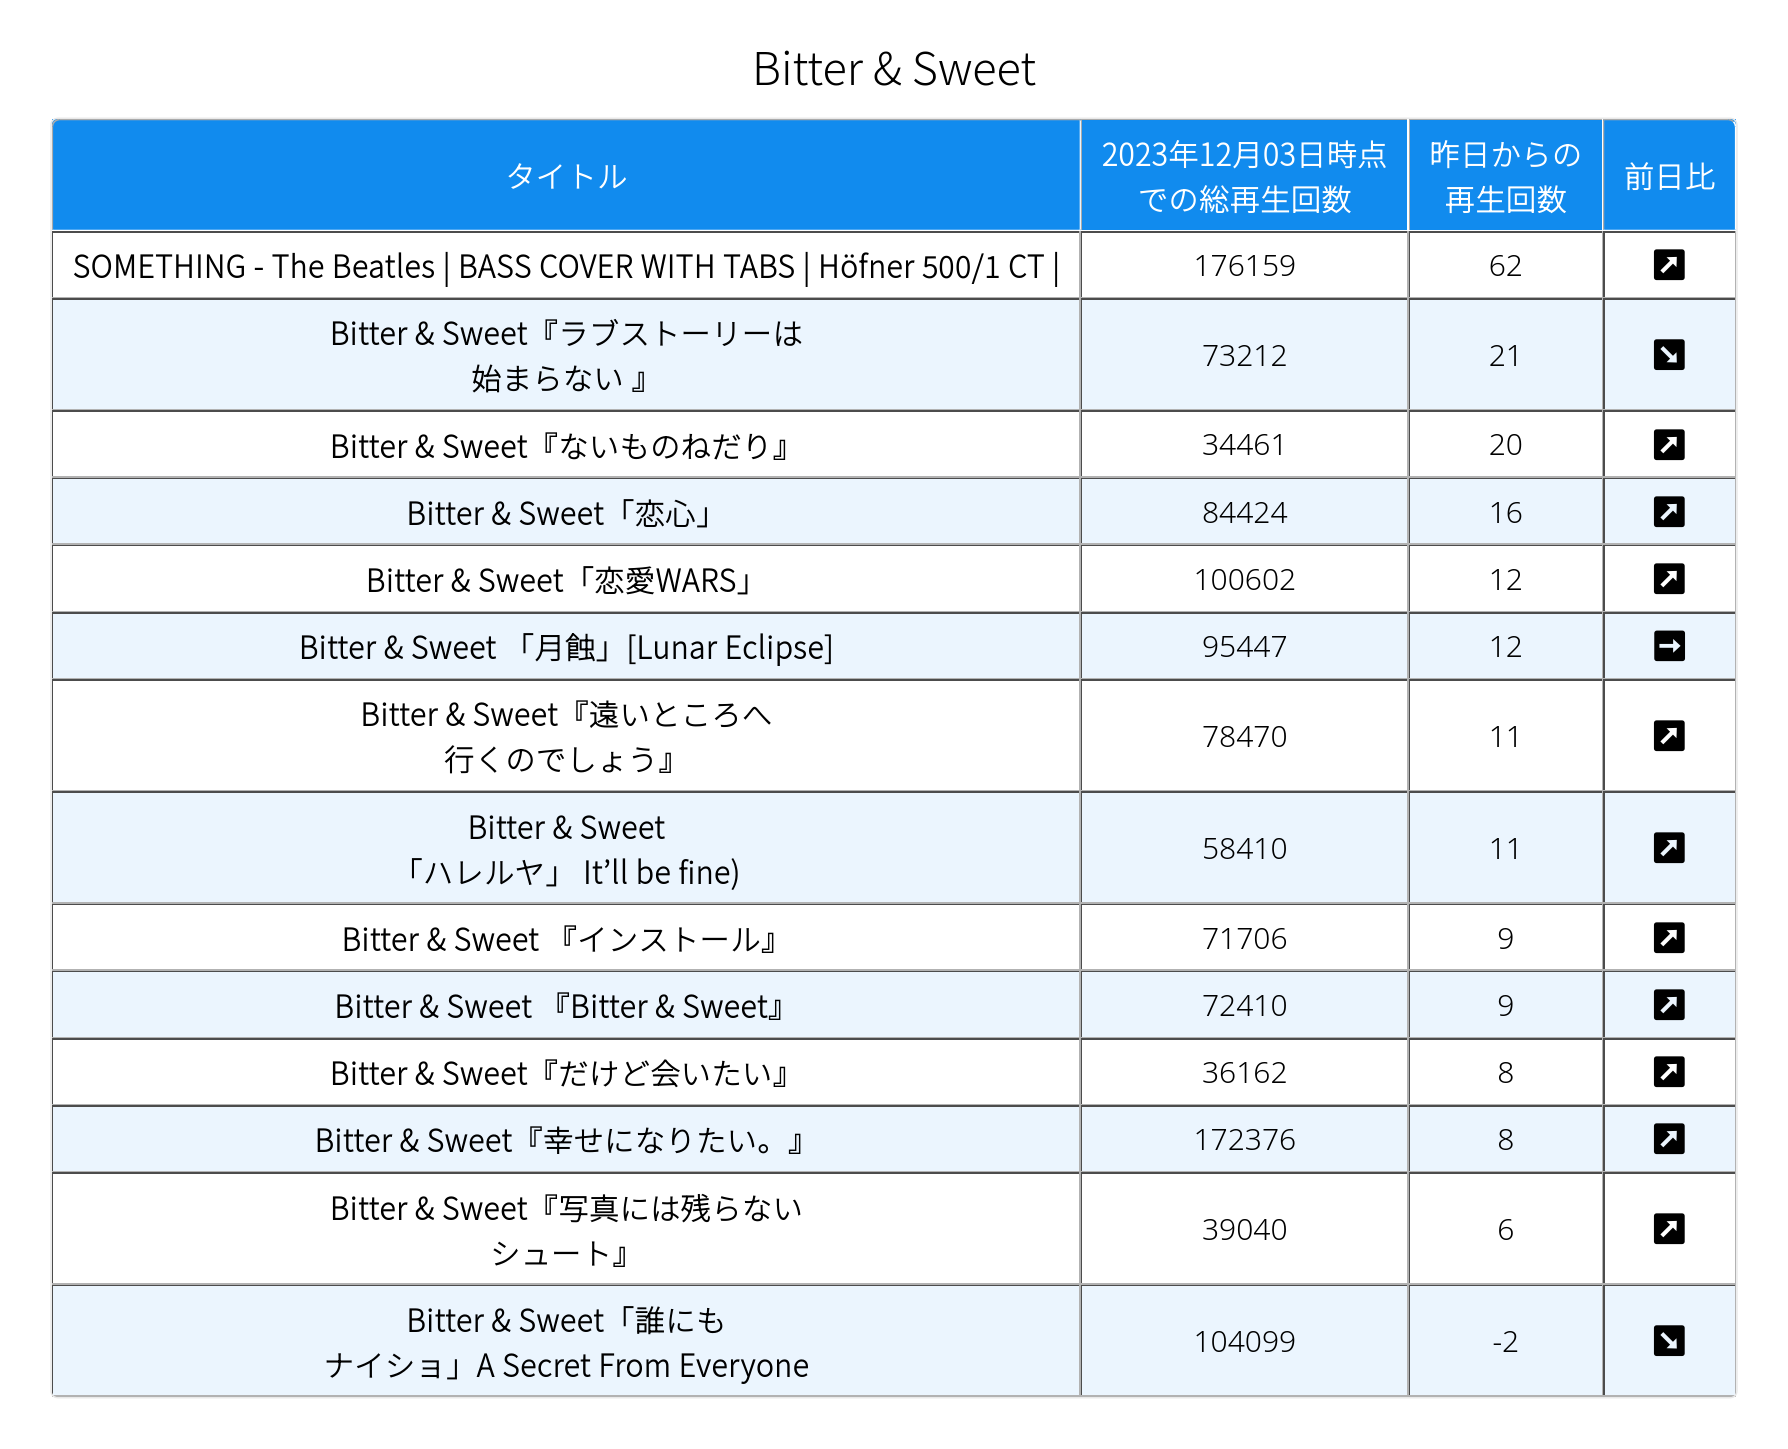 Bitter & Sweet
タイトル
2023年12月03日時点
での総再生回数
昨日からの
再生回数
前日比
SOMETHING - The Beatles | BASS COVER WITH TABS | Höfner 500/1 CT |
176159
62
Bitter & Sweet『ラブストーリーは
始まらない 』
73212
21
Bitter & Sweet『ないものねだり』
34461
20
Bitter & Sweet「恋心」
84424
16
Bitter & Sweet「恋愛WARS」
100602
12
Bitter & Sweet 「月蝕」[Lunar Eclipse]
95447
12
Bitter & Sweet『遠いところへ
行くのでしょう』
78470
11
Bitter & Sweet
「ハレルヤ」 It’ll be fine)
58410
11
Bitter & Sweet 『インストール』
71706
9
Bitter & Sweet 『Bitter & Sweet』
72410
9
Bitter & Sweet『だけど会いたい』
36162
8
Bitter & Sweet『幸せになりたい。』
172376
8
Bitter & Sweet『写真には残らない
シュート』
39040
6
Bitter & Sweet「誰にも
ナイショ」A Secret From Everyone
104099
-2